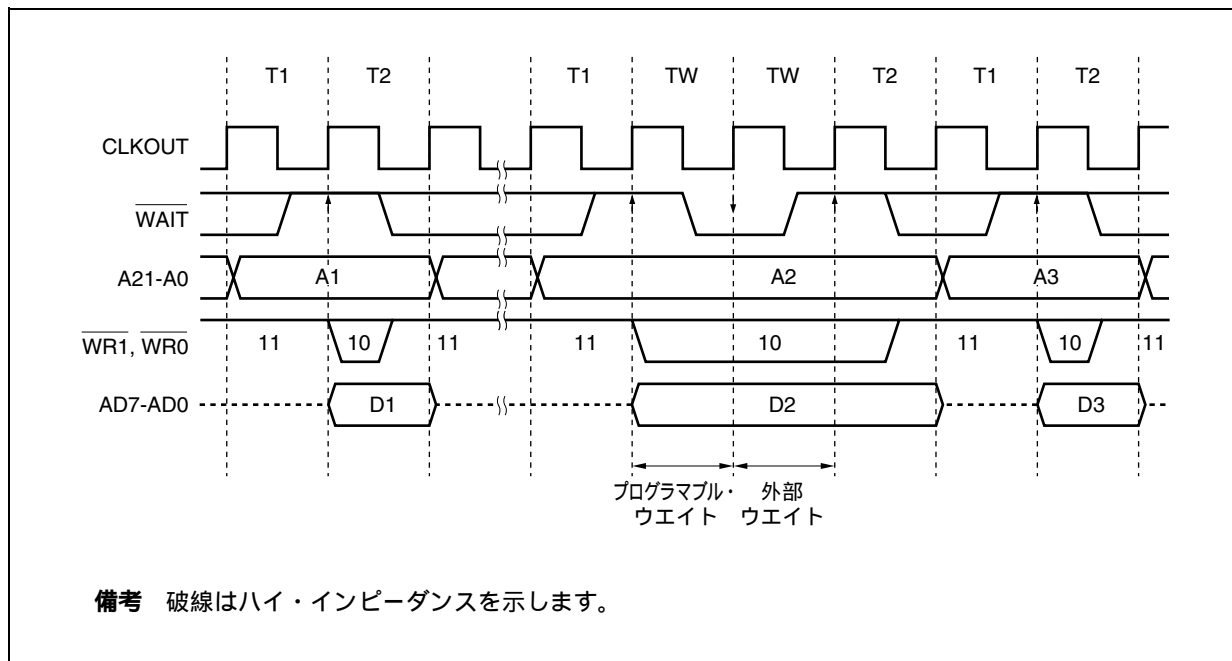 T1 T2 T1 TW TW T2 T1 T2
CLKOUT
WAIT
A21-A0 A1 A2 A3
WR1, WR0 11 10 11 11 10 11 10 11
AD7-AD0 D1 D2 D3
プログラマブル・ 外部
ウエイト ウエイト
備考 破線はハイ・インピーダンスを示します。